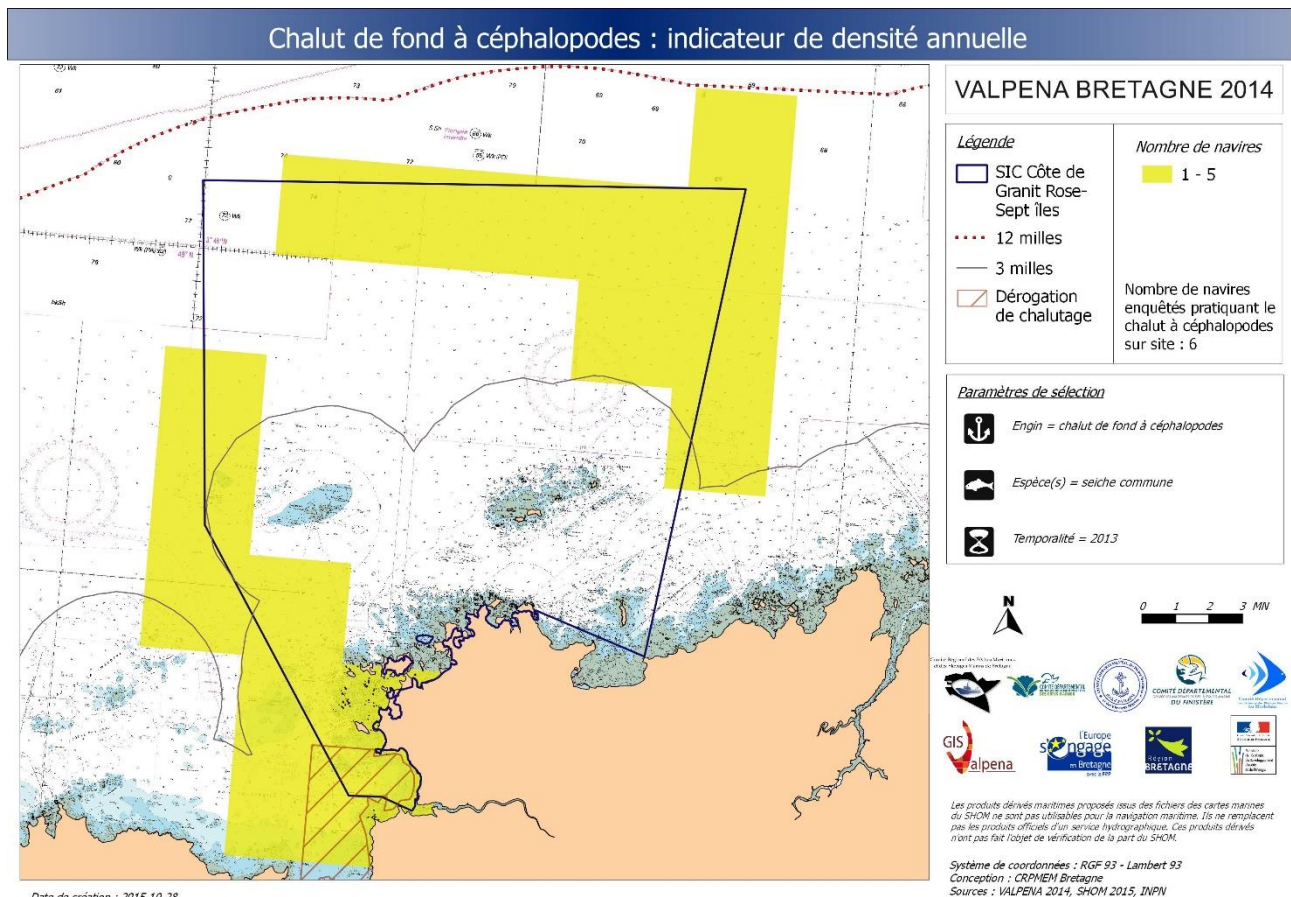 Chalut de fond à céphalopodes : indicateur de densité annuelle
VALPENA BRETAGNE 2014
Légende
SIC Côte de
Granit Rose-
Sept îles
12 milles
3 milles
Dérogation
de chalutage
Nombre de navires
1 - 5
Nombre de navires
enquêtés pratiquant le
chalut à céphalopodes
sur site : 6
Paramètres de sélection
Engin = chalut de fond à céphalopodes
Espèce(s) = seiche commune
Temporalité = 2013
N
0 1 2 3 MN
COMITÉ DÉPARTEMENTAL
DU FINISTÈRE
GIS
Valpena
l'Europe
s'engage
en Bretagne
Région
BRETAGNE
Les produits dérivés maritimes proposés issus des fichiers des cartes marines
du SHOM ne sont pas utilisables pour la navigation maritime. Ils ne remplacent
pas les produits officiels d'un service hydrographique. Ces produits dérivés
n'ont pas fait l'objet de vérification de la part du SHOM.
Système de coordonnées : RGF 93 - Lambert 93
Conception : CRPMEM Bretagne
Sources : VALPENA 2014, SHOM 2015, INPN
Date de création : 2015-10-28